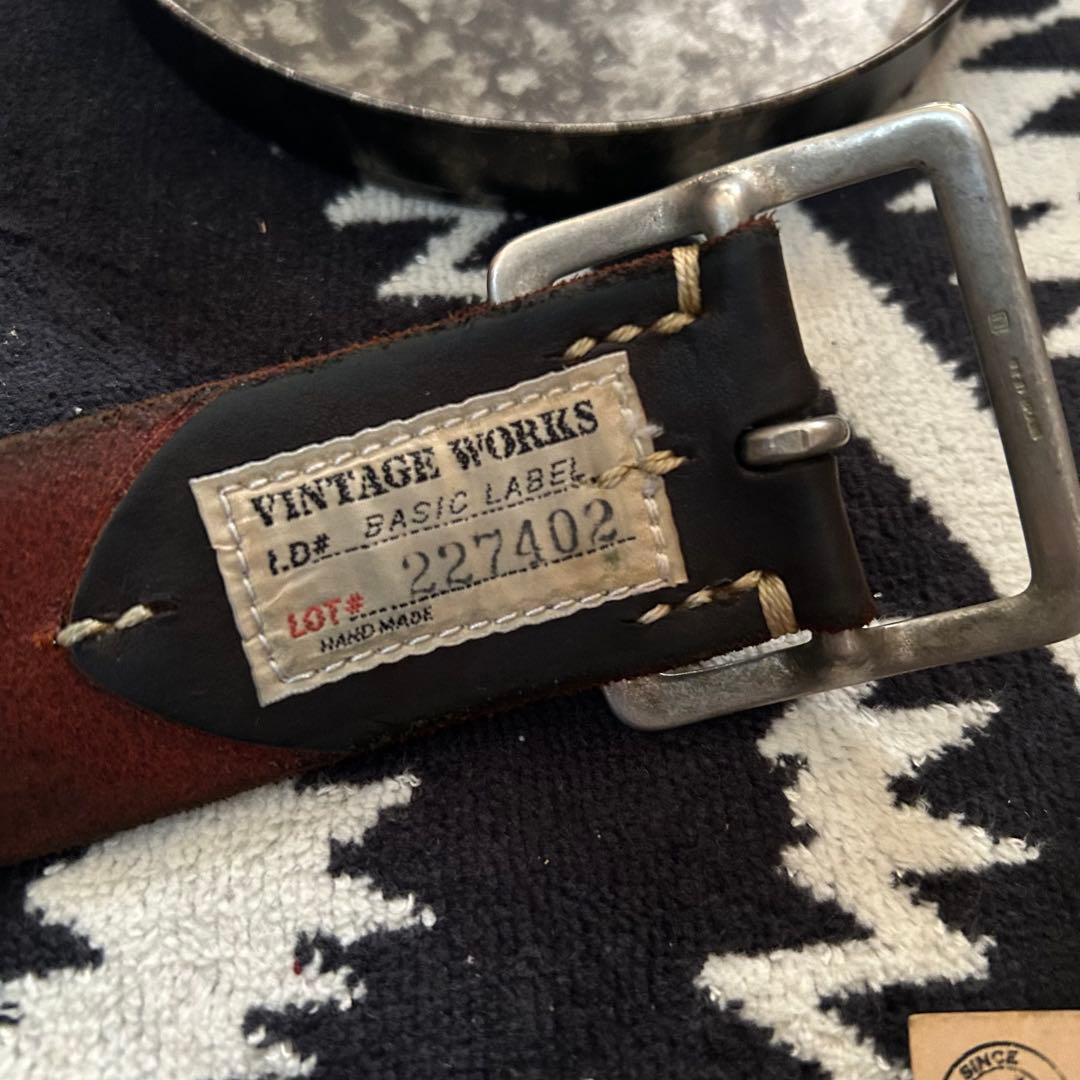 VINTAGE WORKS
BASIC LABEL
I.D#
227402
LOT#
HAND MADE
SINCE